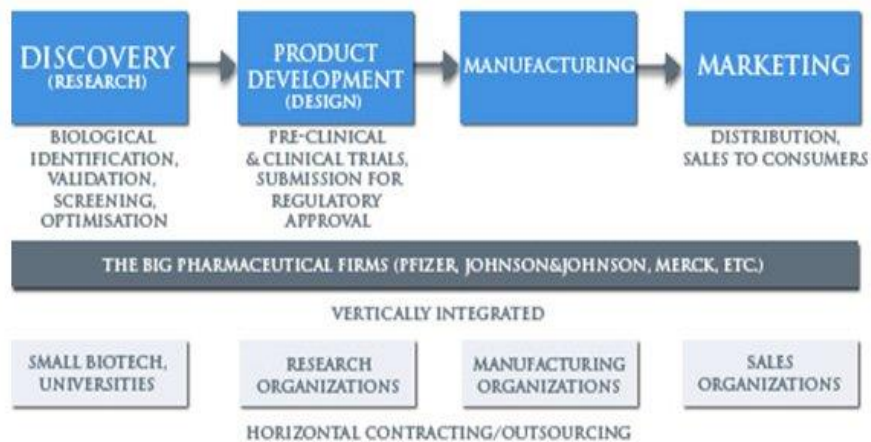 DISCOVERY
(RESEARCH)
PRODUCT
DEVELOPMENT
(DESIGN)
MANUFACTURING
MARKETING
BIOLOGICAL
IDENTIFICATION,
VALIDATION,
SCREENING,
OPTIMISATION
PRE-CLINICAL
& CLINICAL TRIALS,
SUBMISSION FOR
REGULATORY
APPROVAL
DISTRIBUTION,
SALES TO CONSUMERS
THE BIG PHARMACEUTICAL FIRMS (PFIZER, JOHNSON&JOHNSON, MERCK, ETC.)
VERTICALLY INTEGRATED
SMALL BIOTECH,
UNIVERSITIES
RESEARCH
ORGANIZATIONS
MANUFACTURING
ORGANIZATIONS
SALES
ORGANIZATIONS
HORIZONTAL CONTRACTING/OUTSOURCING